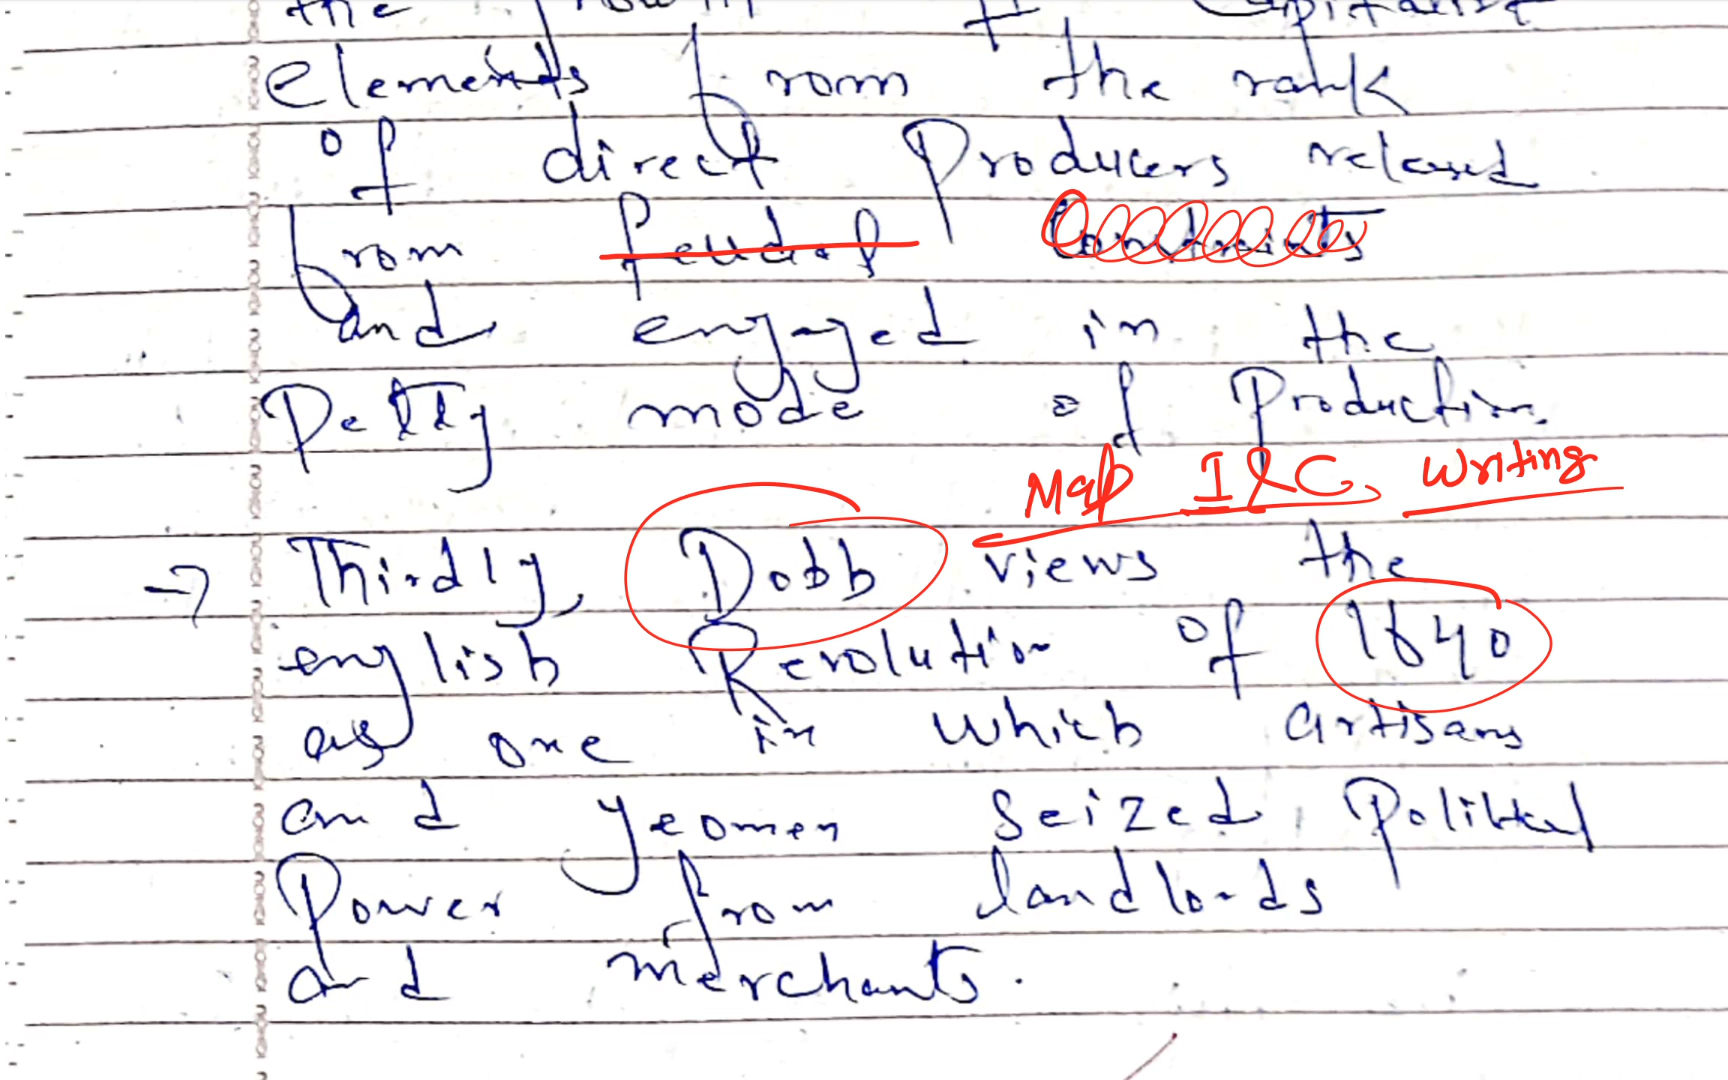 elements from the rank
of direct Producers released
from feudal Constraints
and engaged in the
Petty mode of Production.
Map I & C, Writing
→ Thirdly, Dobb views the
english Revolution of 1640
as one in which artisans
and yeomen seized Political
Power from landlords
and merchants.